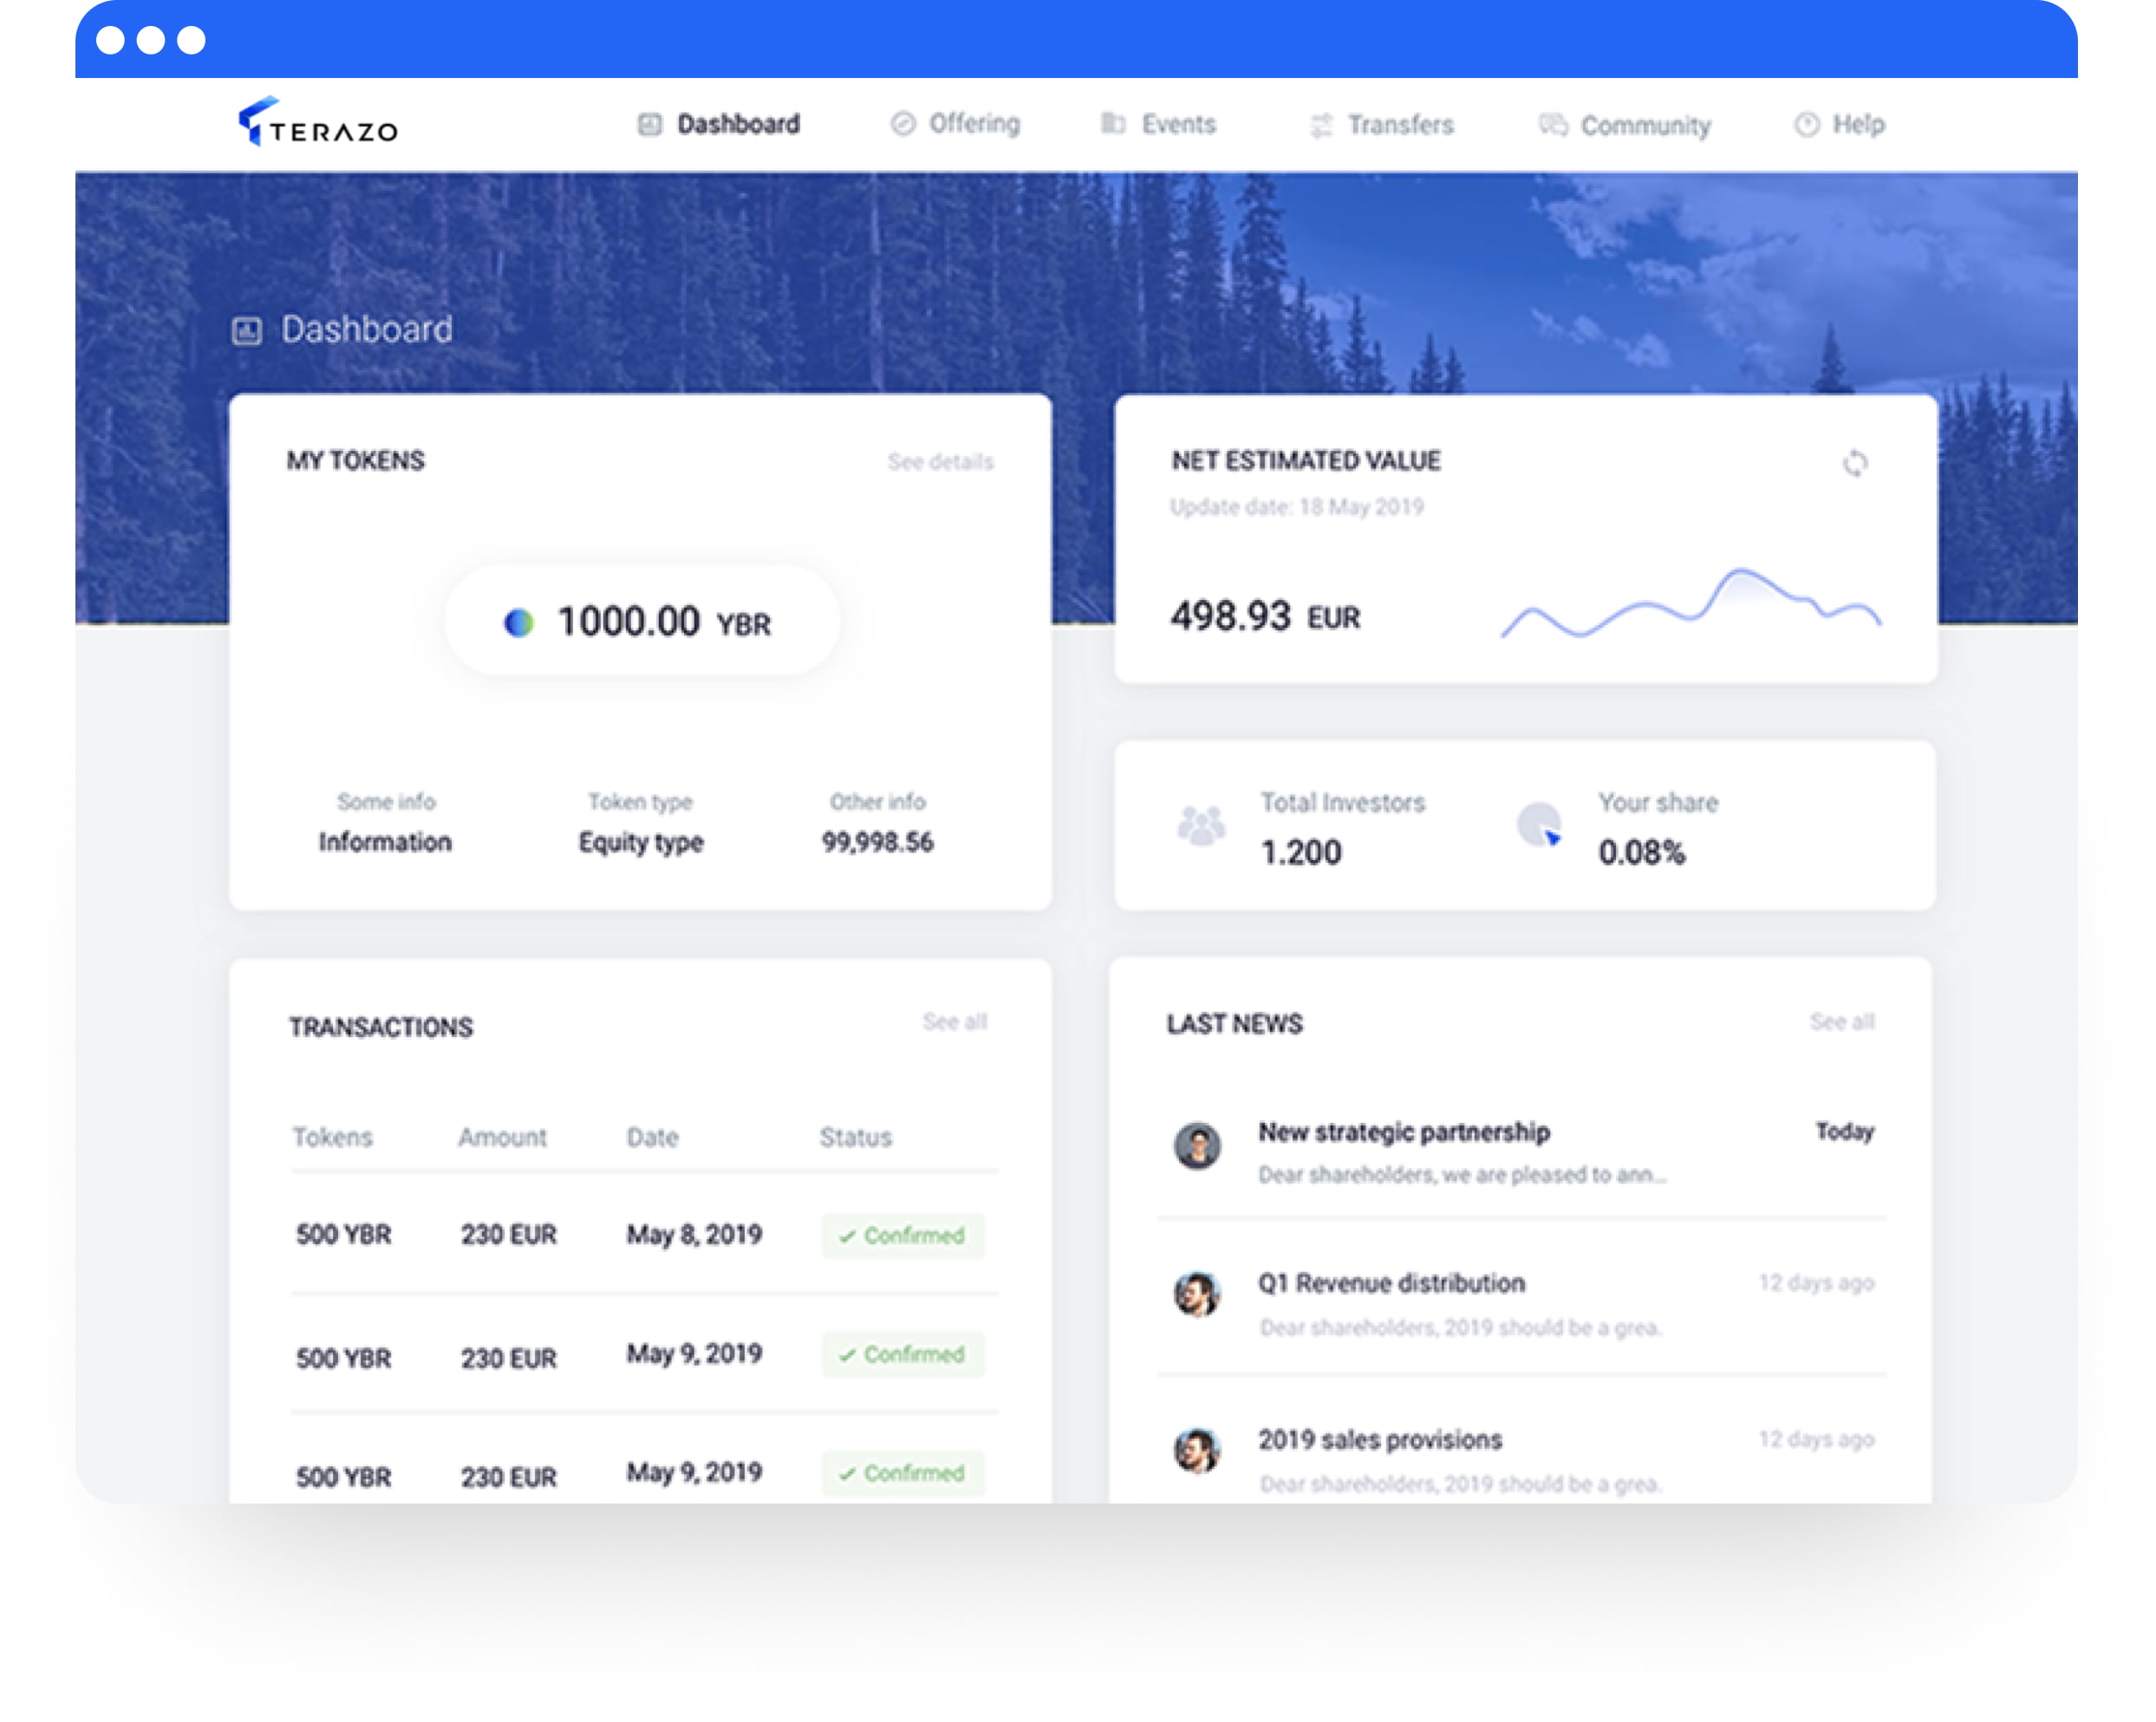 TERAZO
Dashboard
Offering
Events
Transfers
Community
Help
Dashboard
MY TOKENS
See details
1000.00 YBR
Some info
Token type
Other info
Information
Equity type
99,998.56
NET ESTIMATED VALUE
Update date: 18 May 2019
498.93 EUR
Total Investors
1.200
Your share
0.08%
TRANSACTIONS
See all
Tokens Amount Date Status
500 YBR 230 EUR May 8, 2019 Confirmed
500 YBR 230 EUR May 9, 2019 Confirmed
500 YBR 230 EUR May 9, 2019 Confirmed
LAST NEWS
See all
New strategic partnership
Today
Dear shareholders, we are pleased to ann...
Q1 Revenue distribution
12 days ago
Dear shareholders, 2019 should be a grea.
2019 sales provisions
12 days ago
Dear shareholders, 2019 should be a grea.